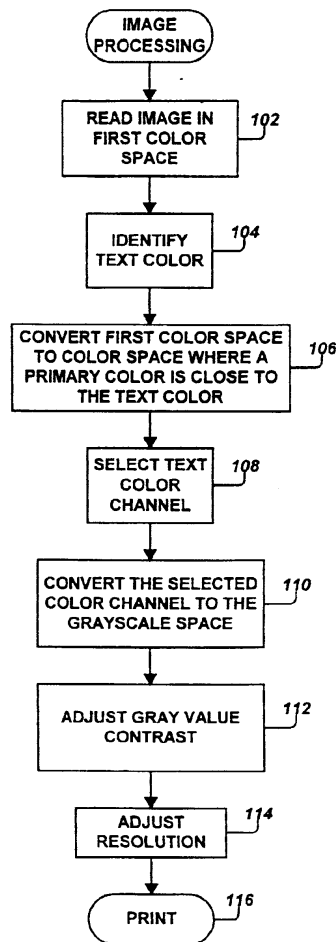 IMAGE
PROCESSING
READ IMAGE IN
FIRST COLOR
SPACE
102
IDENTIFY
TEXT COLOR
104
CONVERT FIRST COLOR SPACE
TO COLOR SPACE WHERE A
PRIMARY COLOR IS CLOSE TO
THE TEXT COLOR
106
SELECT TEXT
COLOR
CHANNEL
108
CONVERT THE SELECTED
COLOR CHANNEL TO THE
GRAYSCALE SPACE
110
ADJUST GRAY VALUE
CONTRAST
112
ADJUST
RESOLUTION
114
PRINT
116